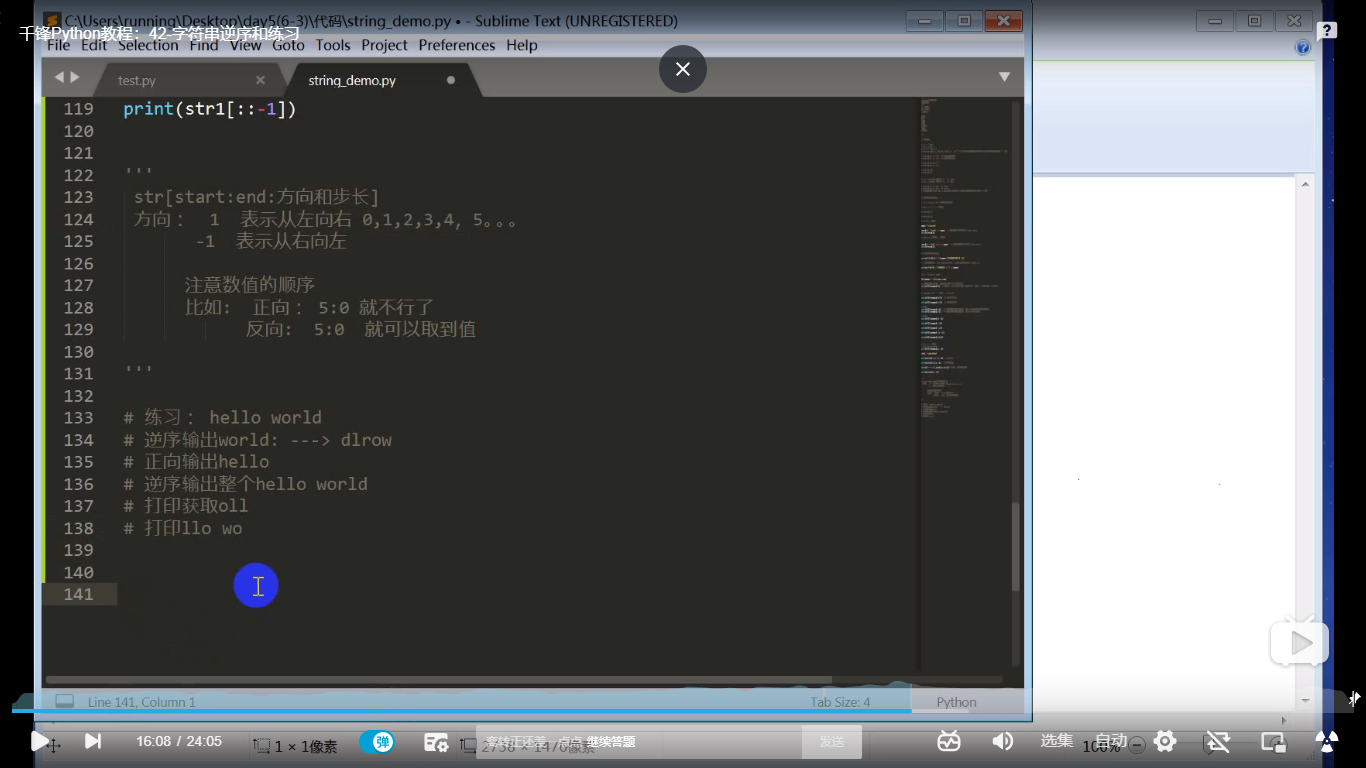 C:\Users\running\Desktop\day5(6-3)\代码\string_demo.py • - Sublime Text (UNREGISTERED)
千锋Python教程：42-字符串逆序和练习
File Edit Selection Find View Goto Tools Project Preferences Help
test.py
string_demo.py
119 print(str1[::-1])
120
121
122 '''
123 str[start:end:方向和步长]
124 方向： 1 表示从左向右 0,1,2,3,4, 5。。。
125 -1 表示从右向左
126
127 注意数值的顺序
128 比如: 正向： 5:0 就不行了
129 反向: 5:0 就可以取到值
130
131 '''
132
133 # 练习： hello world
134 # 逆序输出world: ---> dlrow
135 # 正向输出hello
136 # 逆序输出整个hello world
137 # 打印获取oll
138 # 打印llo wo
139
140
141
Line 141, Column 1
Tab Size: 4
Python
16:08 / 24:05
1 × 1像素
弹
继续答题
发送
选集
自动
100%